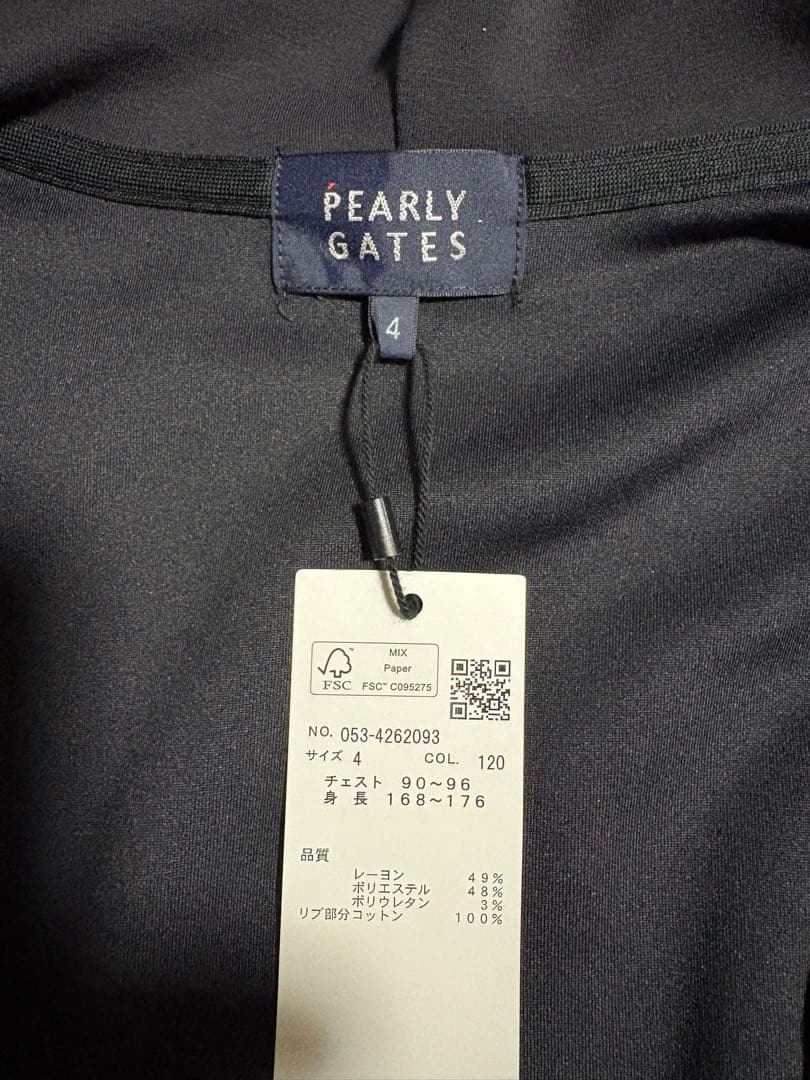 PEARLY
GATES
4
MIX
Paper
FSC™ C095275
FSC
NO. 053-4262093
サイズ 4 COL. 120
チェスト 90～96
身 長 168～176
品質
レーヨン 49%
ポリエステル 48%
ポリウレタン 3%
リブ部分コットン 100%